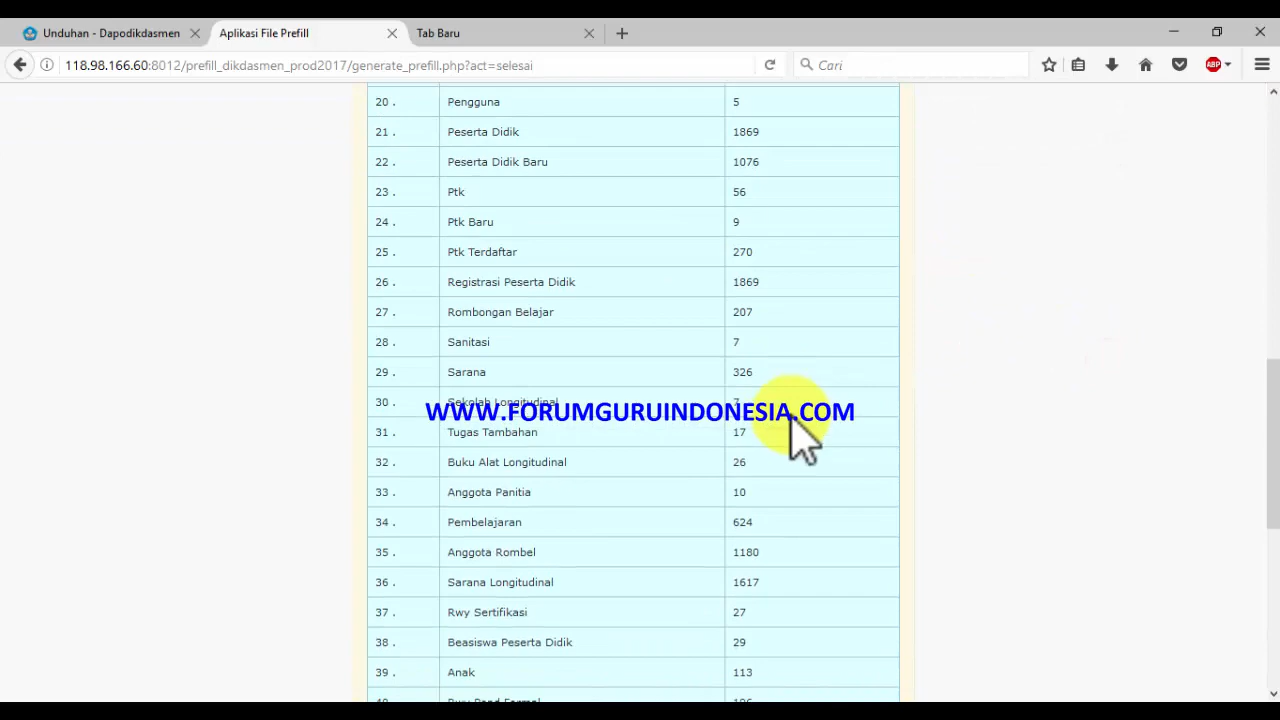 Unduhan - Dapodikdasmen
Aplikasi File Prefill
Tab Baru
118.98.166.60:8012/prefill_dikdasmen_prod2017/generate_prefill.php?act=selesai
Cari
ABP
20 . Pengguna 5
21 . Peserta Didik 1869
22 . Peserta Didik Baru 1076
23 . Ptk 56
24 . Ptk Baru 9
25 . Ptk Terdaftar 270
26 . Registrasi Peserta Didik 1869
27 . Rombongan Belajar 207
28 . Sanitasi 7
29 . Sarana 326
30 . Sekolah Longitudinal 7
WWW.FORUMGURUINDONESIA.COM
31 . Tugas Tambahan 17
32 . Buku Alat Longitudinal 26
33 . Anggota Panitia 10
34 . Pembelajaran 624
35 . Anggota Rombel 1180
36 . Sarana Longitudinal 1617
37 . Rwy Sertifikasi 27
38 . Beasiswa Peserta Didik 29
39 . Anak 113